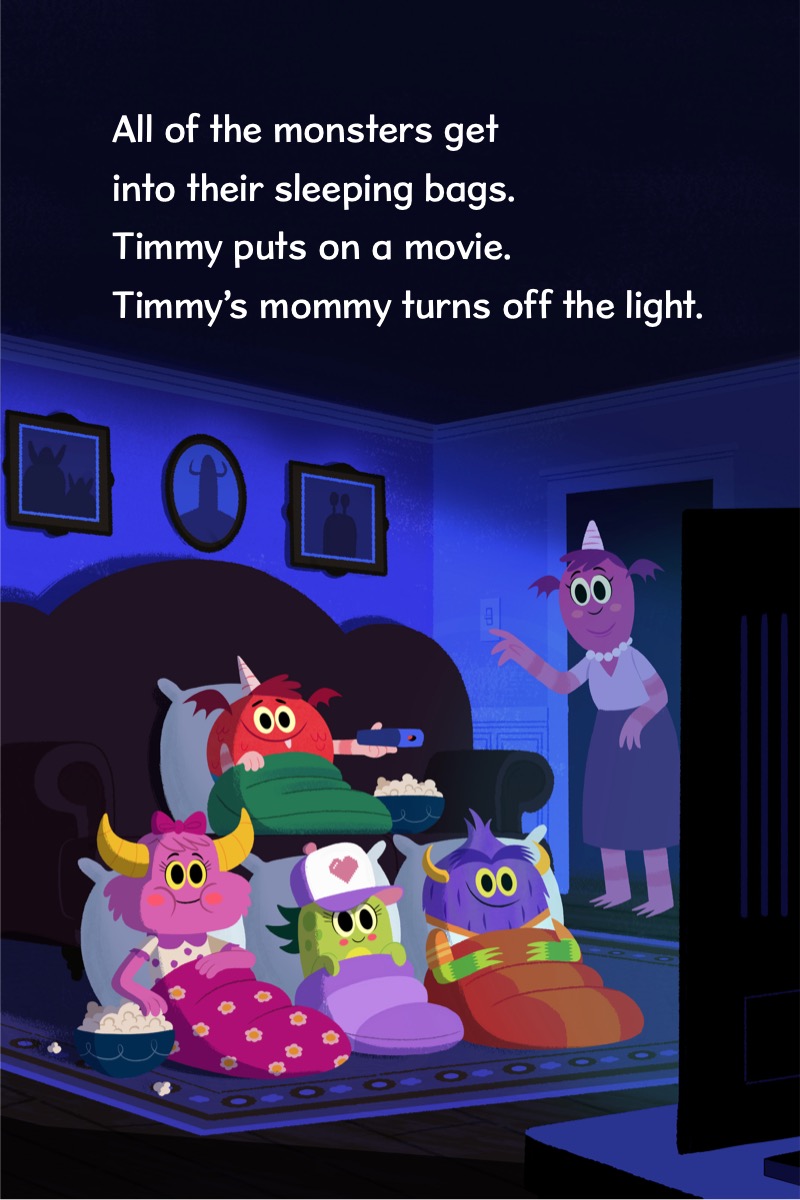 All of the monsters get
into their sleeping bags.
Timmy puts on a movie.
Timmy’s mommy turns off the light.